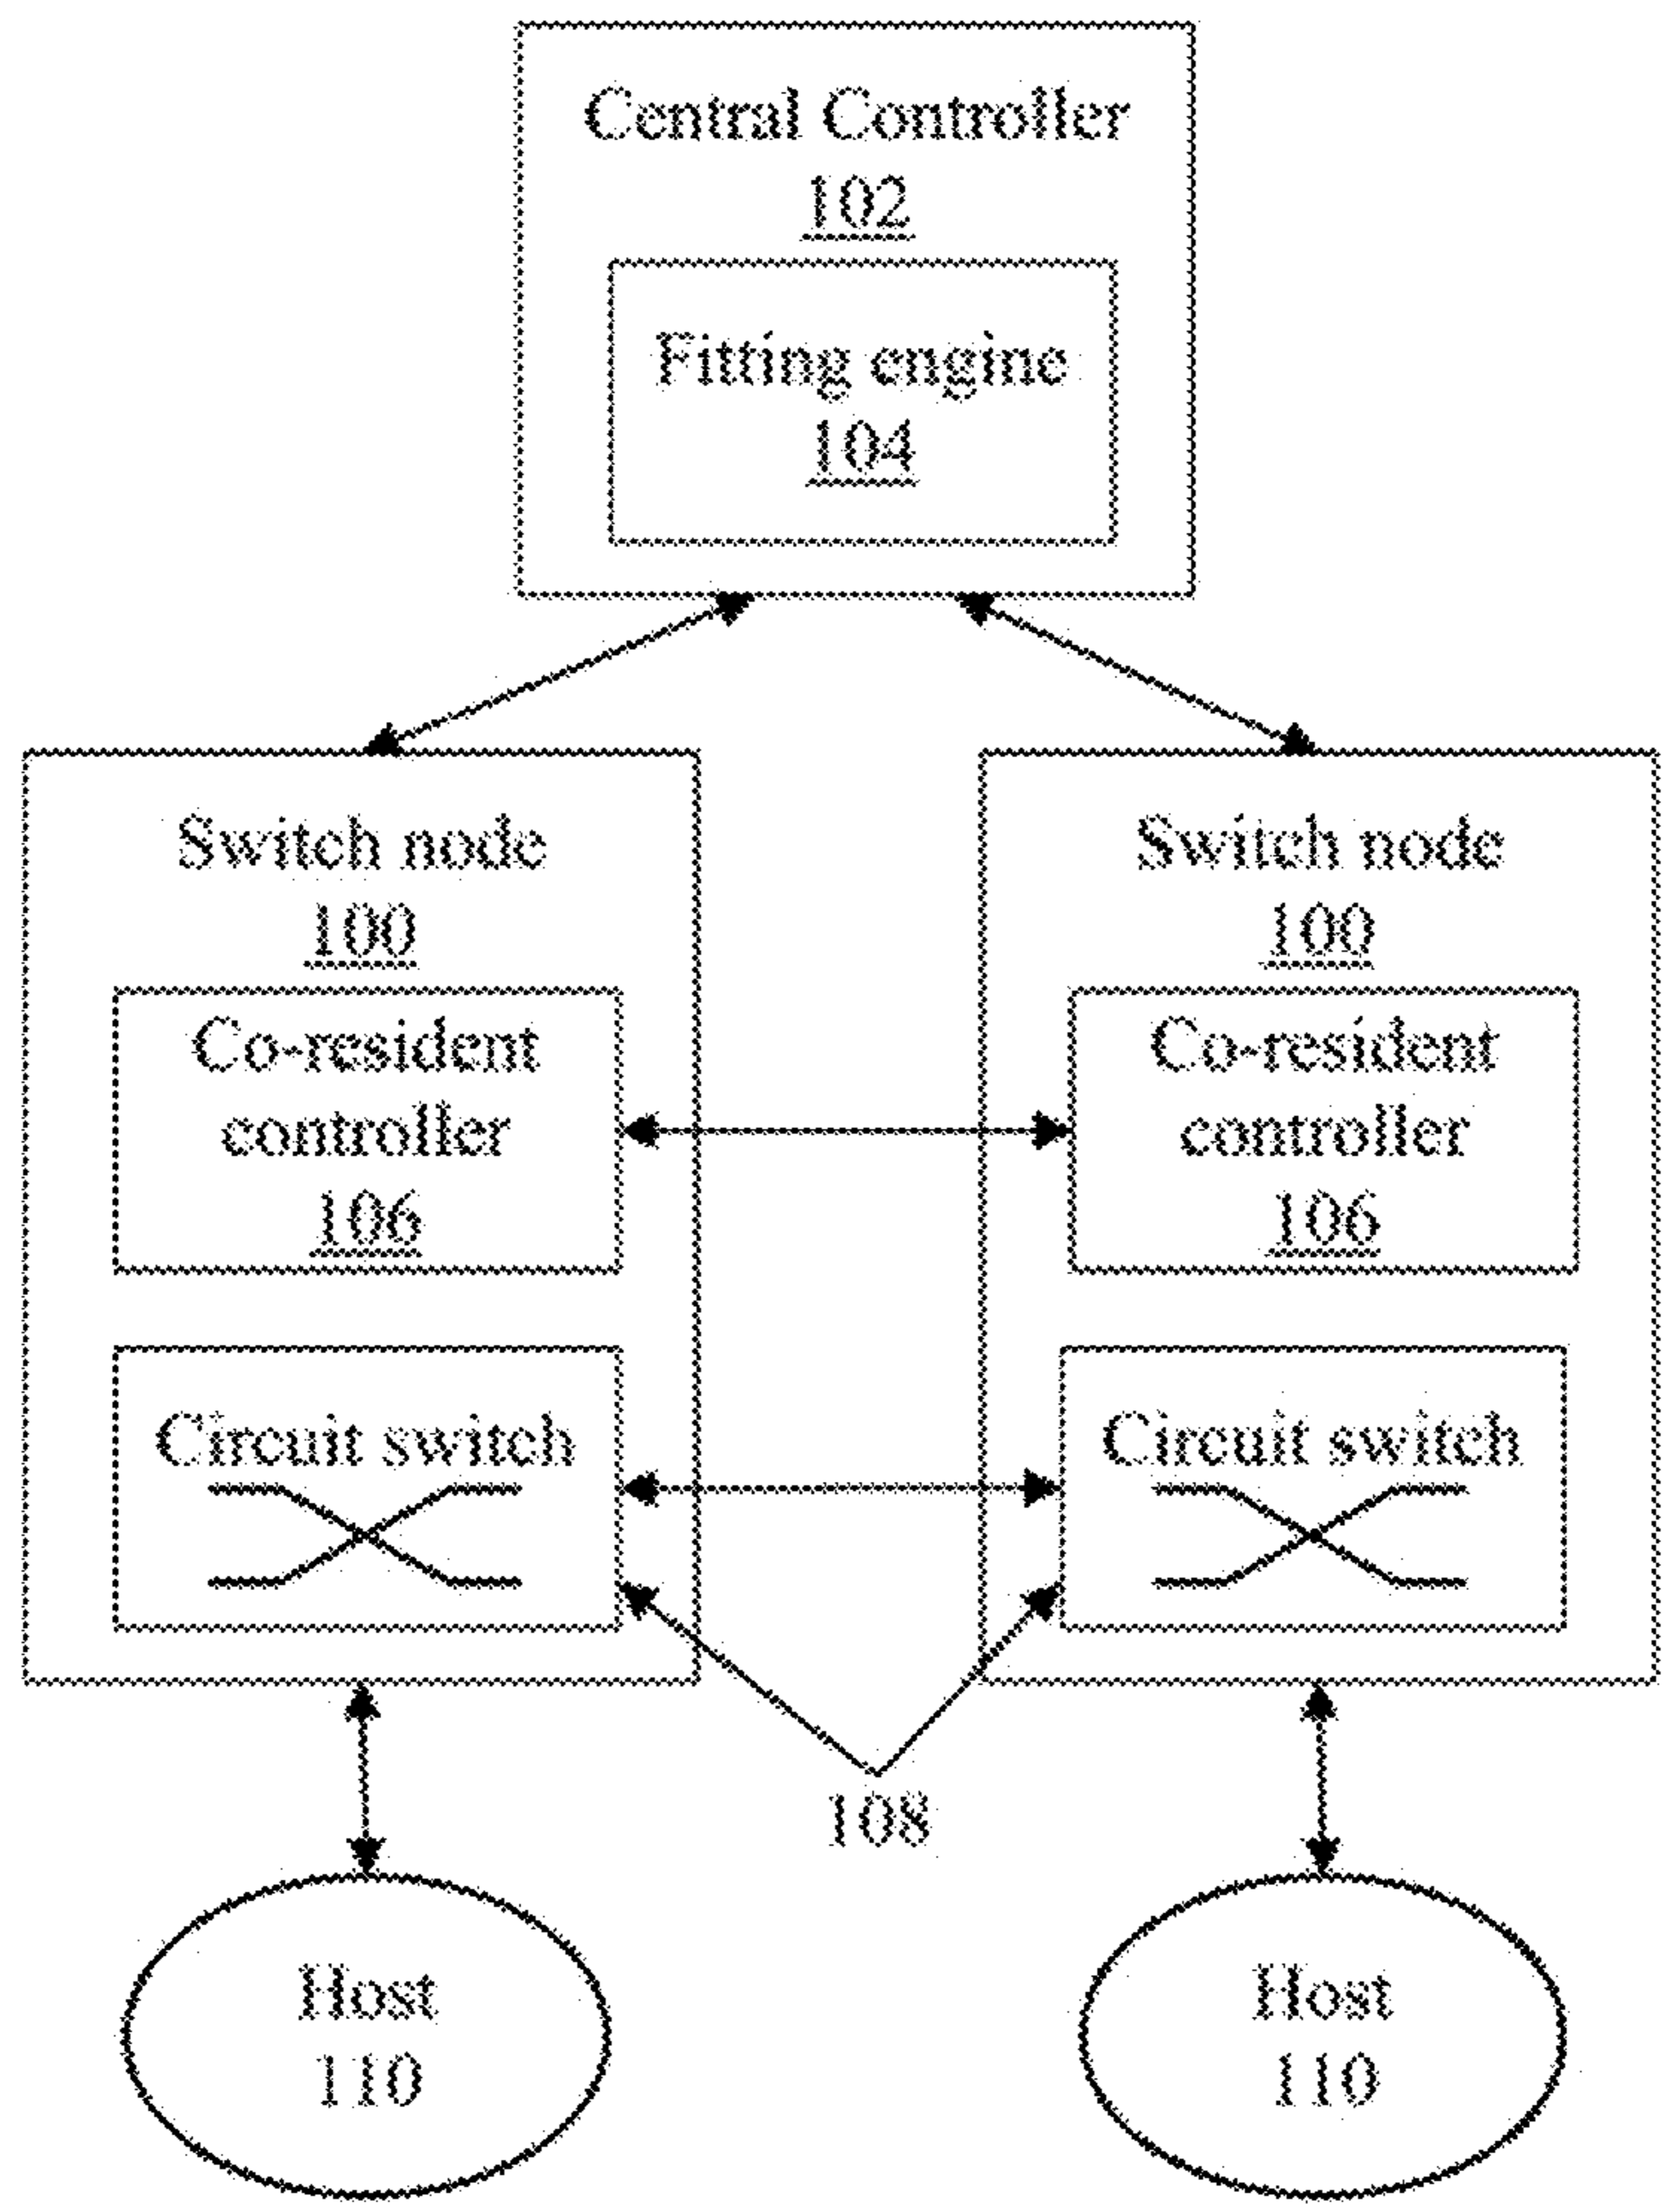 Central Controller
102
Fitting engine
104
Switch node
100
Co-resident
controller
106
Circuit switch
Switch node
100
Co-resident
controller
106
Circuit switch
108
Host
110
Host
110